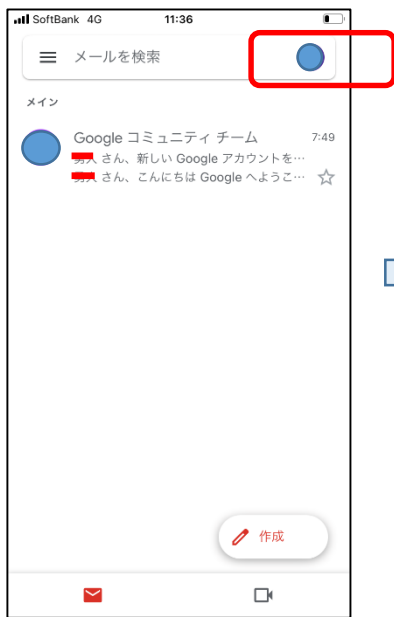 SoftBank 4G 11:36
メールを検索
メイン
Google コミュニティ チーム 7:49
さん、新しい Google アカウントを…
さん、こんにちは Google へようこ…
作成